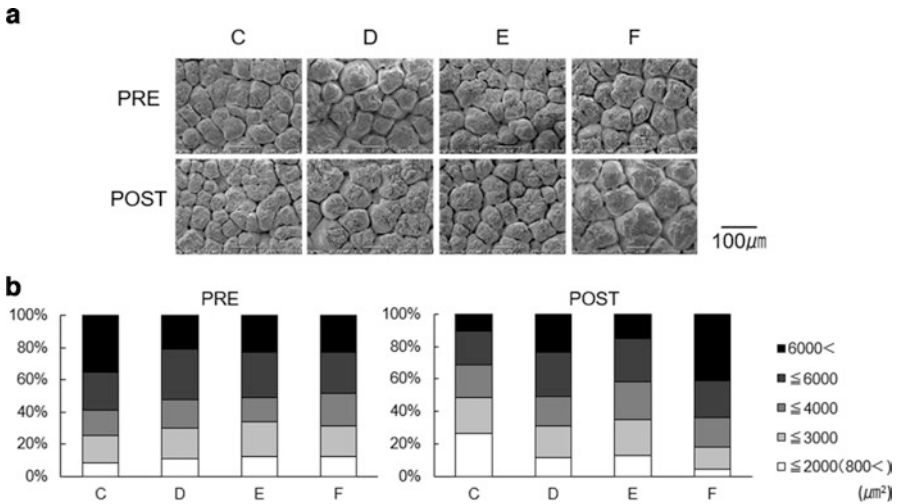 a
C D E F
PRE
POST
100μm
b
PRE
100%
80%
60%
40%
20%
0%
C D E F
POST
100%
80%
60%
40%
20%
0%
C D E F
6000<
≦6000
≦4000
≦3000
≦2000(800<)
(μm²)